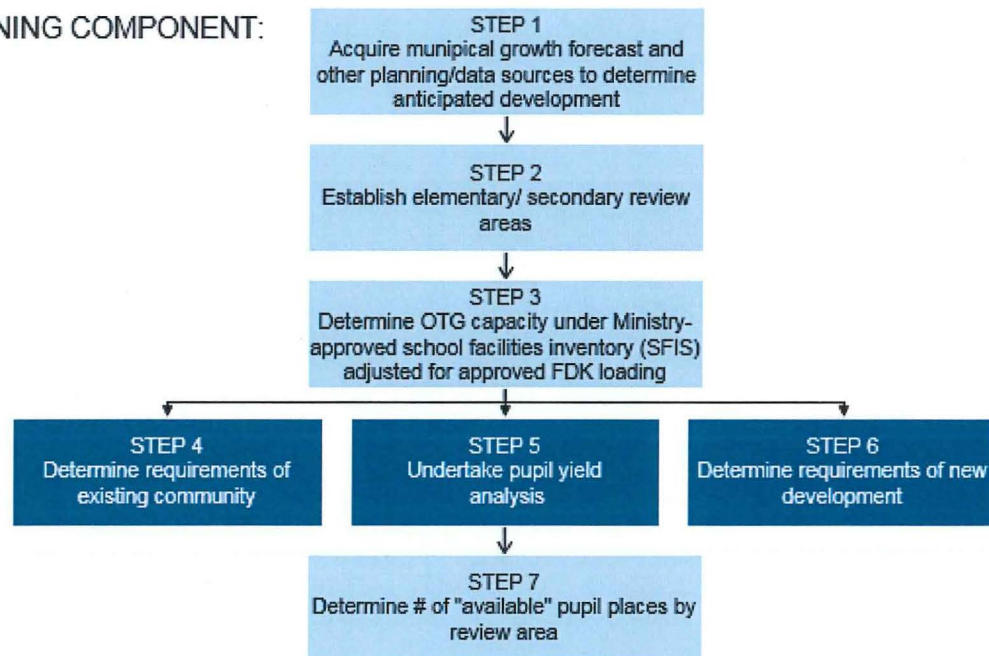 NING COMPONENT:
STEP 1
Acquire munipical growth forecast and
other planning/data sources to determine
anticipated development
STEP 2
Establish elementary/ secondary review
areas
STEP 3
Determine OTG capacity under Ministry-
approved school facilities inventory (SFIS)
adjusted for approved FDK loading
STEP 4
Determine requirements of
existing community
STEP 5
Undertake pupil yield
analysis
STEP 6
Determine requirements of new
development
STEP 7
Determine # of "available" pupil places by
review area